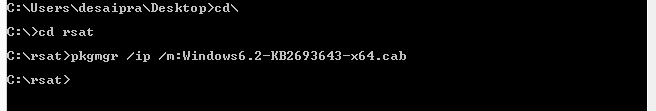 C:\Users\desaipra\Desktop>cd\
C:\>cd rsat
C:\rsat>pkgmgr /ip /m:Windows6.2-KB2693643-x64.cab
C:\rsat>